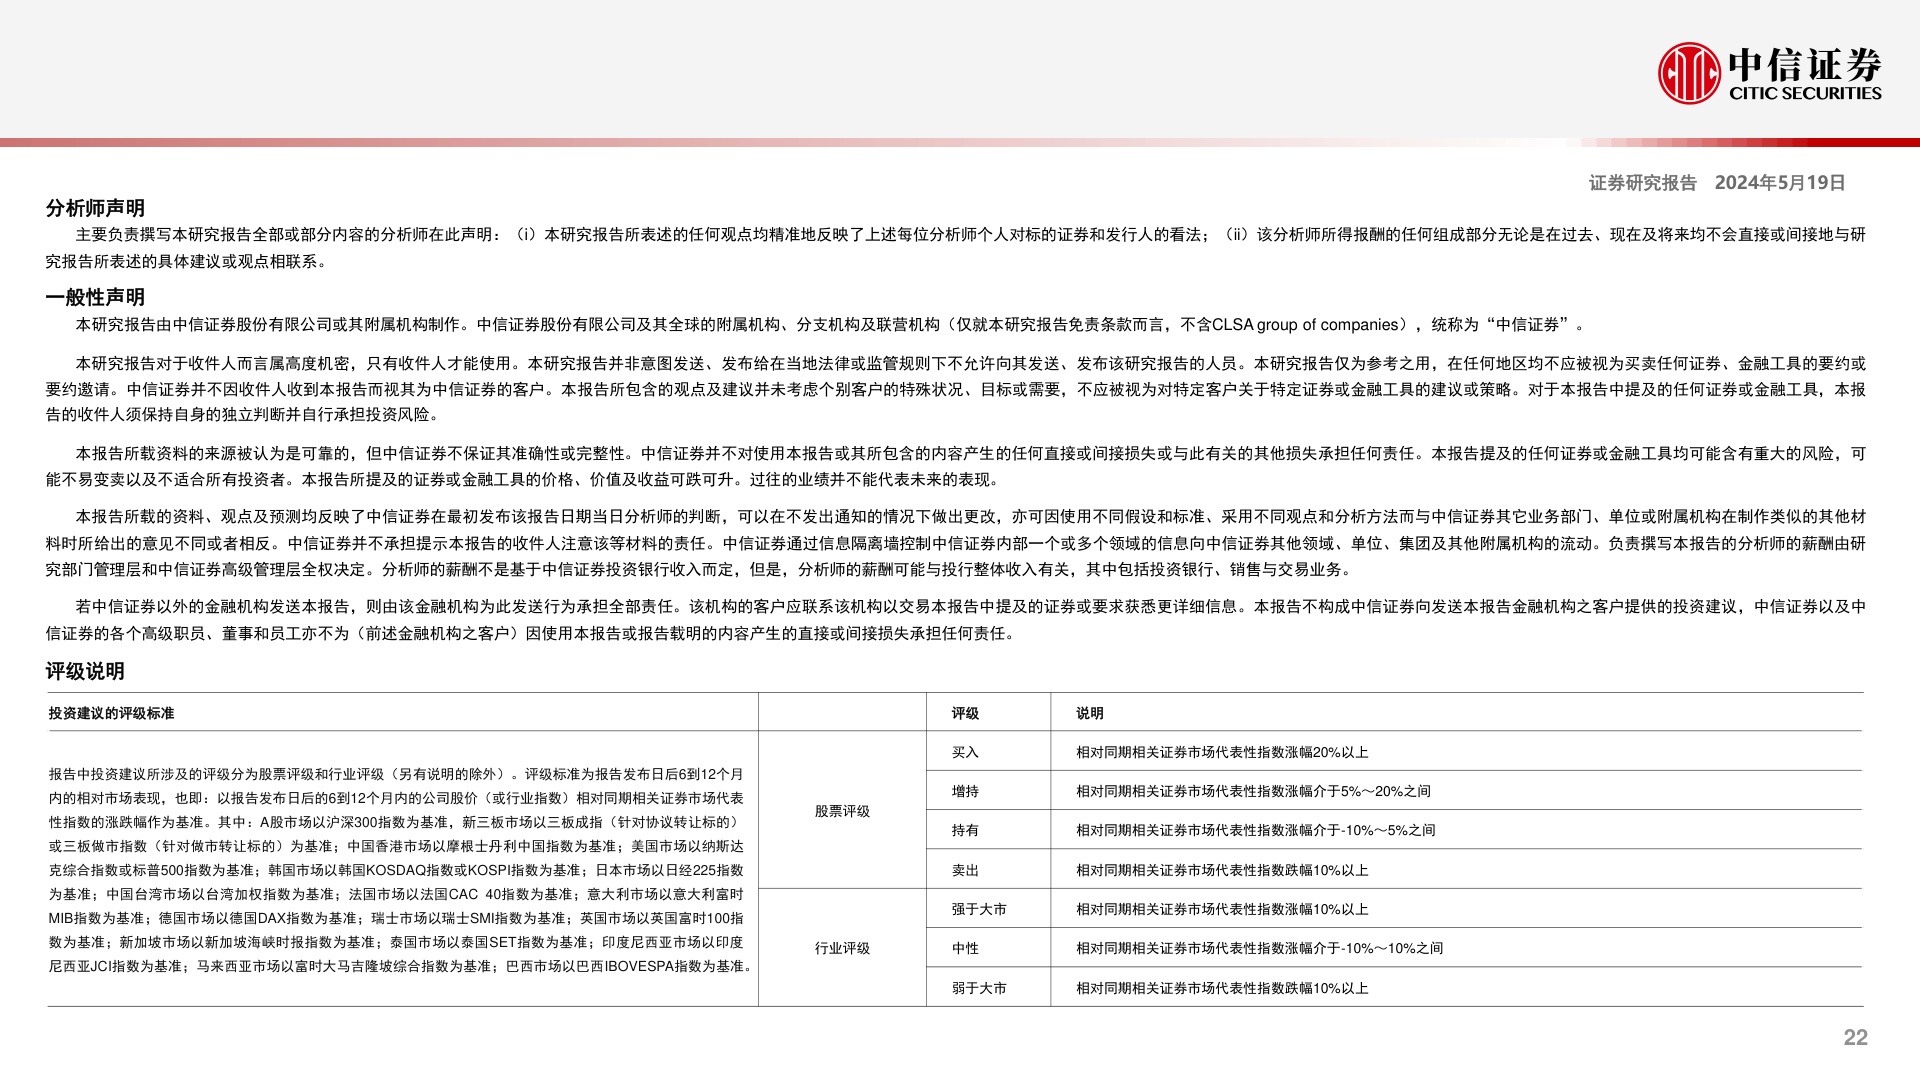 中信证券
CITIC SECURITIES
证券研究报告 2024年5月19日
分析师声明
主要负责撰写本研究报告全部或部分内容的分析师在此声明：（i）本研究报告所表述的任何观点均精准地反映了上述每位分析师个人对标的证券和发行人的看法；（ii）该分析师所得报酬的任何组成部分无论是在过去、现在及将来均不会直接或间接地与研
究报告所表述的具体建议或观点相联系。
一般性声明
本研究报告由中信证券股份有限公司或其附属机构制作。中信证券股份有限公司及其全球的附属机构、分支机构及联营机构（仅就本研究报告免责条款而言，不含CLSA group of companies），统称为“中信证券”。
本研究报告对于收件人而言属高度机密，只有收件人才能使用。本研究报告并非意图发送、发布给在当地法律或监管规则下不允许向其发送、发布该研究报告的人员。本研究报告仅为参考之用，在任何地区均不应被视为买卖任何证券、金融工具的要约或
要约邀请。中信证券并不因收件人收到本报告而视其为中信证券的客户。本报告所包含的观点及建议并未考虑个别客户的特殊状况、目标或需要，不应被视为对特定客户关于特定证券或金融工具的建议或策略。对于本报告中提及的任何证券或金融工具，本报
告的收件人须保持自身的独立判断并自行承担投资风险。
本报告所载资料的来源被认为是可靠的，但中信证券不保证其准确性或完整性。中信证券并不对使用本报告或其所包含的内容产生的任何直接或间接损失或与此有关的其他损失承担任何责任。本报告提及的任何证券或金融工具均可能含有重大的风险，可
能不易变卖以及不适合所有投资者。本报告所提及的证券或金融工具的价格、价值及收益可跌可升。过往的业绩并不能代表未来的表现。
本报告所载的资料、观点及预测均反映了中信证券在最初发布该报告日期当日分析师的判断，可以在不发出通知的情况下做出更改，亦可因使用不同假设和标准、采用不同观点和分析方法而与中信证券其它业务部门、单位或附属机构在制作类似的其他材
料时所给出的意见不同或者相反。中信证券并不承担提示本报告的收件人注意该等材料的责任。中信证券通过信息隔离墙控制中信证券内部一个或多个领域的信息向中信证券其他领域、单位、集团及其他附属机构的流动。负责撰写本报告的分析师的薪酬由研
究部门管理层和中信证券高级管理层全权决定。分析师的薪酬不是基于中信证券投资银行收入而定，但是，分析师的薪酬可能与投行整体收入有关，其中包括投资银行、销售与交易业务。
若中信证券以外的金融机构发送本报告，则由该金融机构为此发送行为承担全部责任。该机构的客户应联系该机构以交易本报告中提及的证券或要求获悉更详细信息。本报告不构成中信证券向发送本报告金融机构之客户提供的投资建议，中信证券以及中
信证券的各个高级职员、董事和员工亦不为（前述金融机构之客户）因使用本报告或报告载明的内容产生的直接或间接损失承担任何责任。
评级说明
投资建议的评级标准 评级 说明
报告中投资建议所涉及的评级分为股票评级和行业评级（另有说明的除外）。评级标准为报告发布日后6到12个月
内的相对市场表现，也即：以报告发布日后的6到12个月内的公司股价（或行业指数）相对同期相关证券市场代表
性指数的涨跌幅作为基准。其中：A股市场以沪深300指数为基准，新三板市场以三板成指（针对协议转让标的）
或三板做市指数（针对做市转让标的）为基准；中国香港市场以摩根士丹利中国指数为基准；美国市场以纳斯达
克综合指数或标普500指数为基准；韩国市场以韩国KOSDAQ指数或KOSPI指数为基准；日本市场以日经225指数
为基准；中国台湾市场以台湾加权指数为基准；法国市场以法国CAC 40指数为基准；意大利市场以意大利富时
MIB指数为基准；德国市场以德国DAX指数为基准；瑞士市场以瑞士SMI指数为基准；英国市场以英国富时100指
数为基准；新加坡市场以新加坡海峡时报指数为基准；泰国市场以泰国SET指数为基准；印度尼西亚市场以印度
尼西亚JCI指数为基准；马来西亚市场以富时大马吉隆坡综合指数为基准；巴西市场以巴西IBOVESPA指数为基准。
股票评级
买入 相对同期相关证券市场代表性指数涨幅20%以上
增持 相对同期相关证券市场代表性指数涨幅介于5%～20%之间
持有 相对同期相关证券市场代表性指数涨幅介于-10%～5%之间
卖出 相对同期相关证券市场代表性指数跌幅10%以上
行业评级
强于大市 相对同期相关证券市场代表性指数涨幅10%以上
中性 相对同期相关证券市场代表性指数涨幅介于-10%～10%之间
弱于大市 相对同期相关证券市场代表性指数跌幅10%以上
22